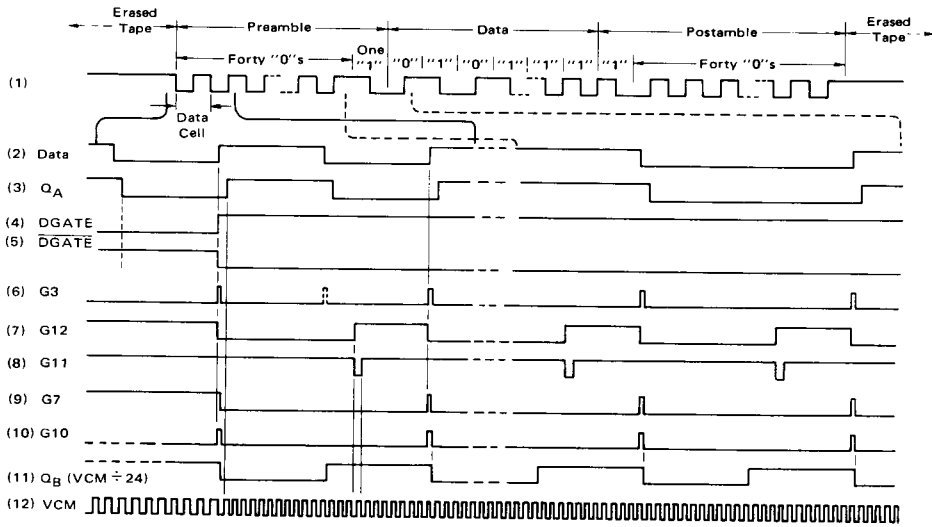 Erased
Tape
Preamble
Data
Postamble
Erased
Tape
Forty "0"s
One
"1"
"0" "1" "0" "1" "1" "1" "1"
Forty "0"s
(1)
Data
Cell
(2) Data
(3) QA
(4) DGATE
(5) DGATE
(6) G3
(7) G12
(8) G11
(9) G7
(10) G10
(11) QB (VCM ÷ 24)
(12) VCM